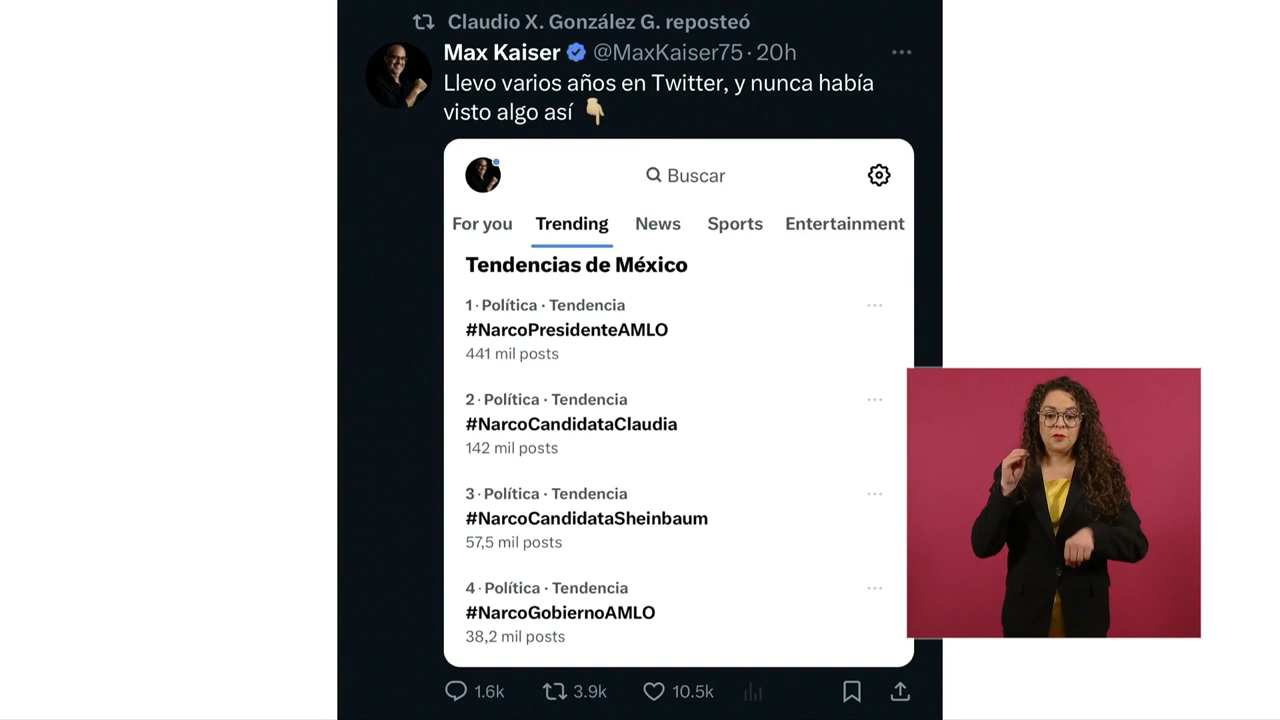 Claudio X. González G. reposteó
Max Kaiser @MaxKaiser75 · 20h
Llevo varios años en Twitter, y nunca había
visto algo así 👇
Buscar
For you Trending News Sports Entertainment
Tendencias de México
1 · Política · Tendencia
#NarcoPresidenteAMLO
441 mil posts
2 · Política · Tendencia
#NarcoCandidataClaudia
142 mil posts
3 · Política · Tendencia
#NarcoCandidataSheinbaum
57,5 mil posts
4 · Política · Tendencia
#NarcoGobiernoAMLO
38,2 mil posts
1.6k 3.9k 10.5k